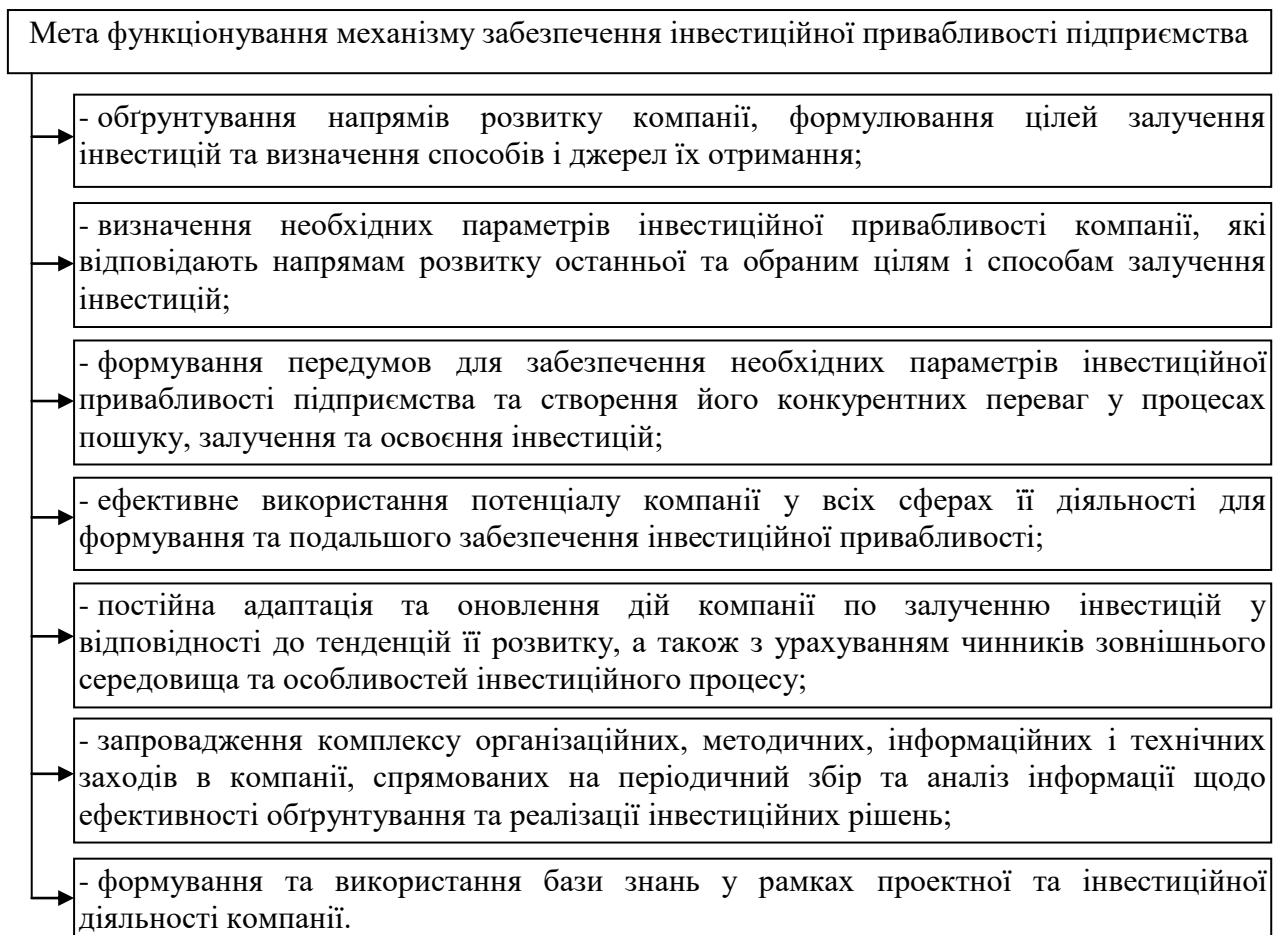 Мета функціонування механізму забезпечення інвестиційної привабливості підприємства
- обґрунтування напрямів розвитку компанії, формулювання цілей залучення
інвестицій та визначення способів і джерел їх отримання;
- визначення необхідних параметрів інвестиційної привабливості компанії, які
відповідають напрямам розвитку останньої та обраним цілям і способам залучення
інвестицій;
- формування передумов для забезпечення необхідних параметрів інвестиційної
привабливості підприємства та створення його конкурентних переваг у процесах
пошуку, залучення та освоєння інвестицій;
- ефективне використання потенціалу компанії у всіх сферах її діяльності для
формування та подальшого забезпечення інвестиційної привабливості;
- постійна адаптація та оновлення дій компанії по залученню інвестицій у
відповідності до тенденцій її розвитку, а також з урахуванням чинників зовнішнього
середовища та особливостей інвестиційного процесу;
- запровадження комплексу організаційних, методичних, інформаційних і технічних
заходів в компанії, спрямованих на періодичний збір та аналіз інформації щодо
ефективності обґрунтування та реалізації інвестиційних рішень;
- формування та використання бази знань у рамках проектної та інвестиційної
діяльності компанії.